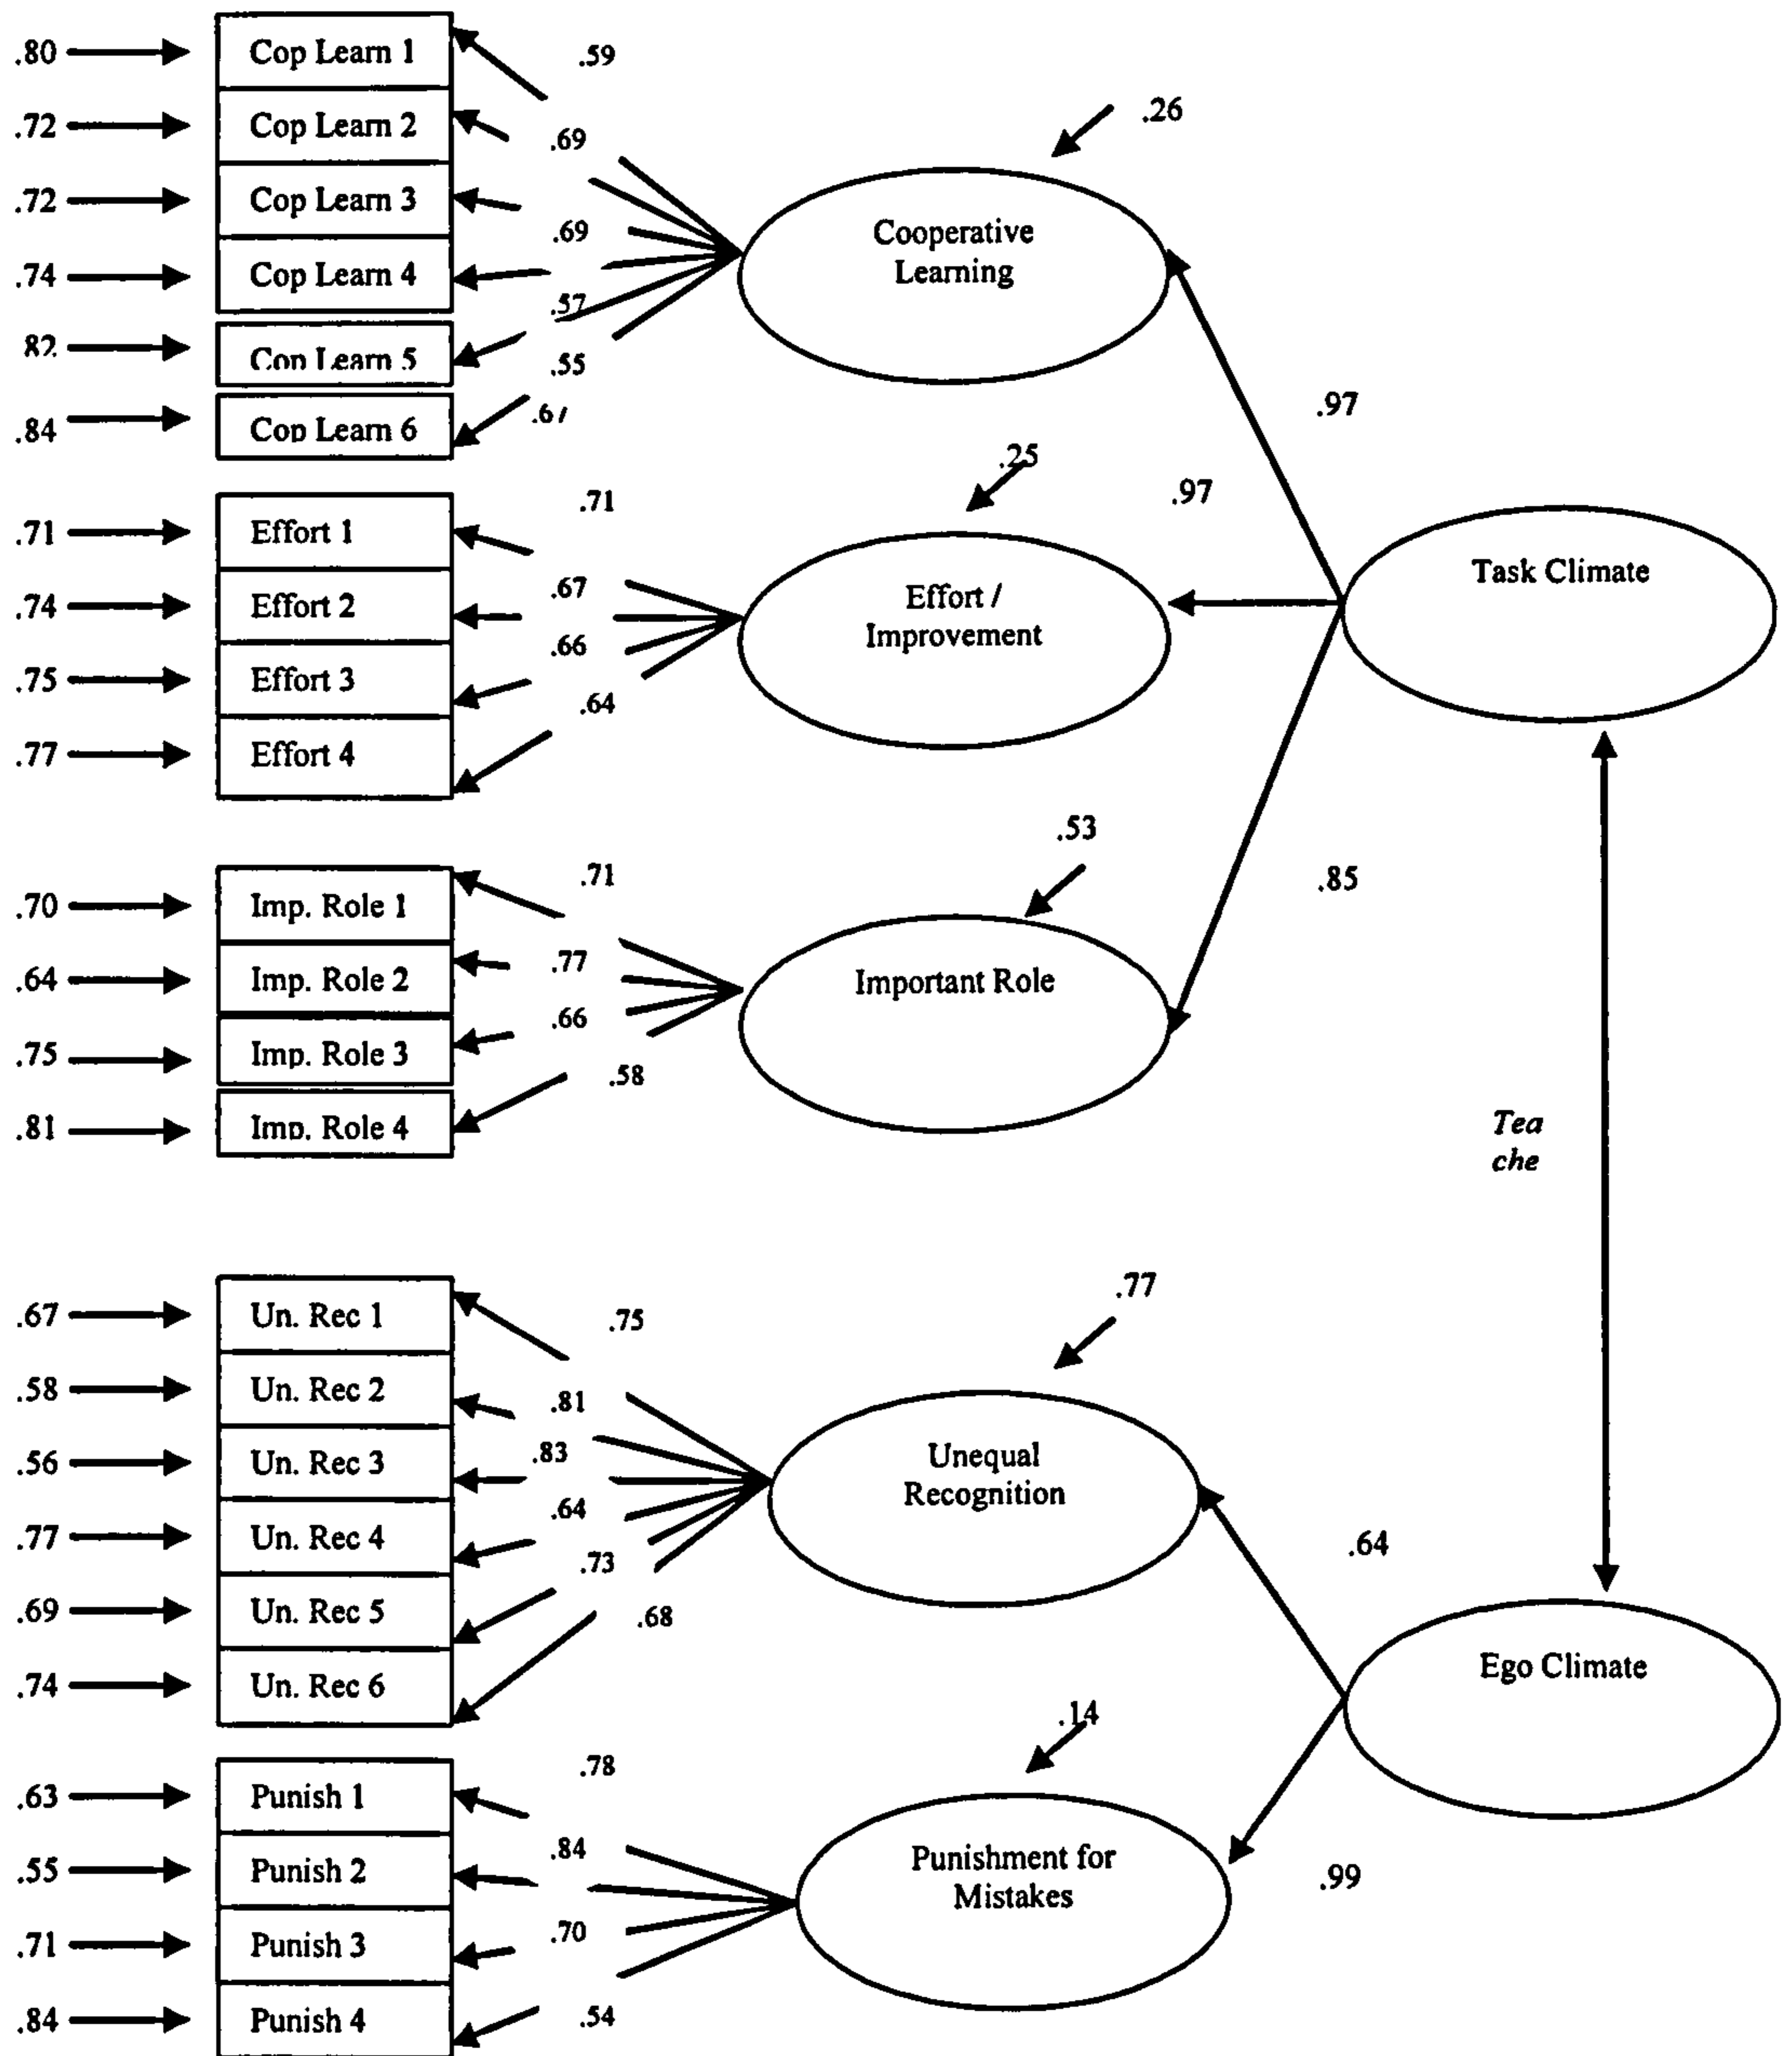 .80
Cop Learn 1
.59
.72
Cop Learn 2
.69
.26
.72
Cop Learn 3
.69
Cooperative
Learning
.74
Cop Learn 4
.57
.82
Cop Learn 5
.55
.97
.84
Cop Learn 6
.25
.97
.71
Effort 1
.71
Task Climate
.74
Effort 2
.67
Effort /
Improvement
.75
Effort 3
.66
.77
Effort 4
.64
.53
.85
.70
Imp. Role 1
.71
.64
Imp. Role 2
.77
Important Role
.75
Imp. Role 3
.66
.81
Imp. Role 4
.58
Tea
che
.67
Un. Rec 1
.75
.77
.58
Un. Rec 2
.81
.56
Un. Rec 3
.83
Unequal
Recognition
.77
Un. Rec 4
.64
.64
.69
Un. Rec 5
.73
.74
Un. Rec 6
.68
Ego Climate
.14
.63
Punish 1
.78
.55
Punish 2
.84
Punishment for
Mistakes
.99
.71
Punish 3
.70
.84
Punish 4
.54